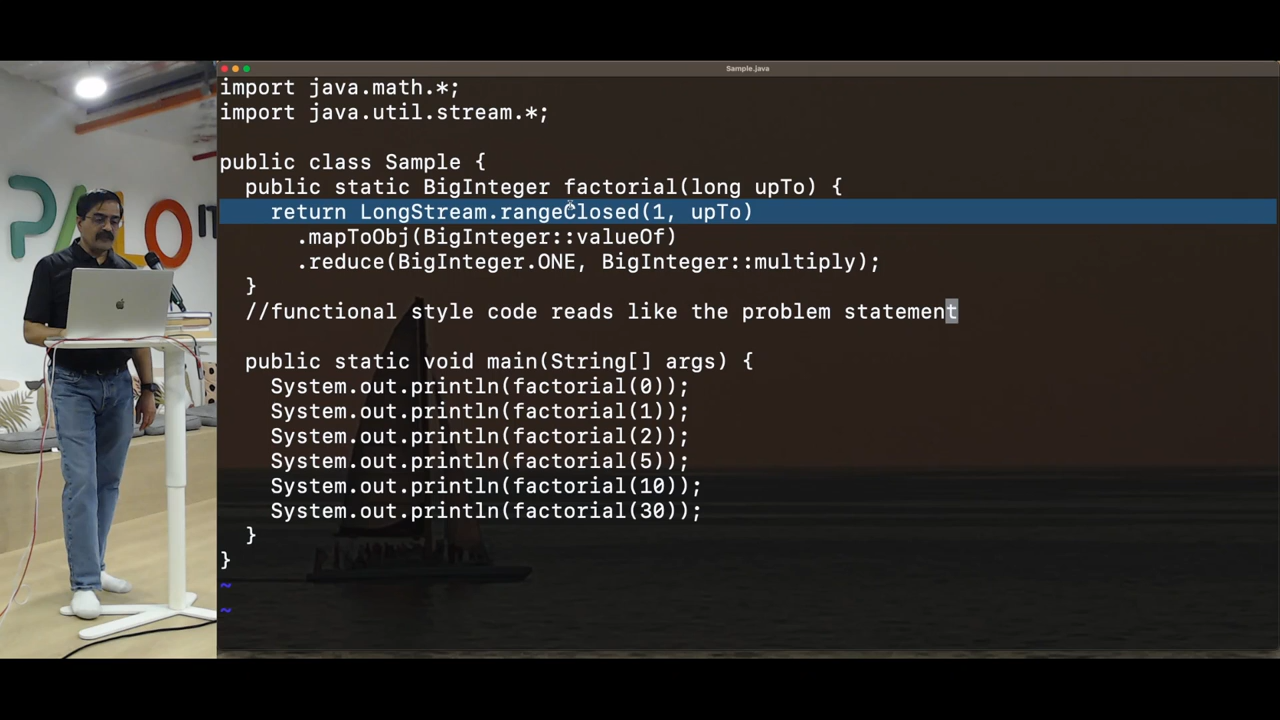 PALO
Sample.java
import java.math.*;
import java.util.stream.*;
public class Sample {
public static BigInteger factorial(long upTo) {
return LongStream.rangeClosed(1, upTo)
.mapToObj(BigInteger::valueOf)
.reduce(BigInteger.ONE, BigInteger::multiply);
}
//functional style code reads like the problem statement
public static void main(String[] args) {
System.out.println(factorial(0));
System.out.println(factorial(1));
System.out.println(factorial(2));
System.out.println(factorial(5));
System.out.println(factorial(10));
System.out.println(factorial(30));
}
}
~
~